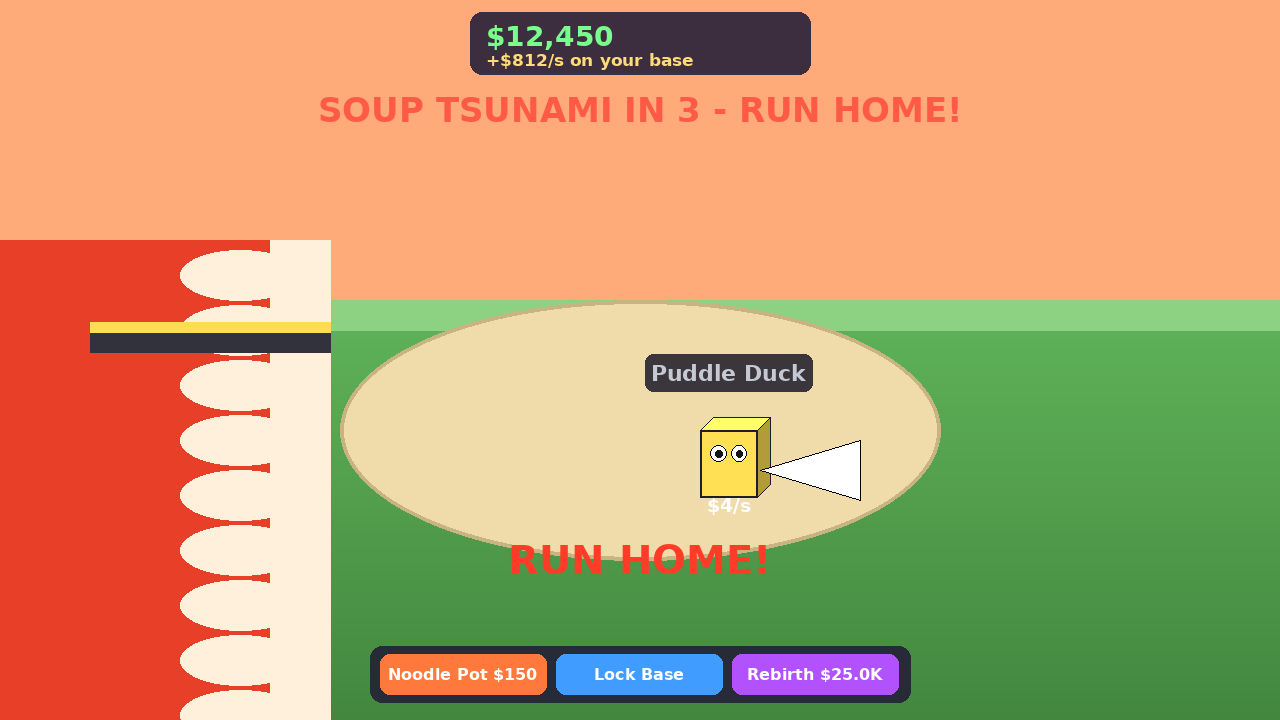 $12,450
+$812/s on your base
SOUP TSUNAMI IN 3 - RUN HOME!
Puddle Duck
$4/s
RUN HOME!
Noodle Pot $150
Lock Base
Rebirth $25.0K